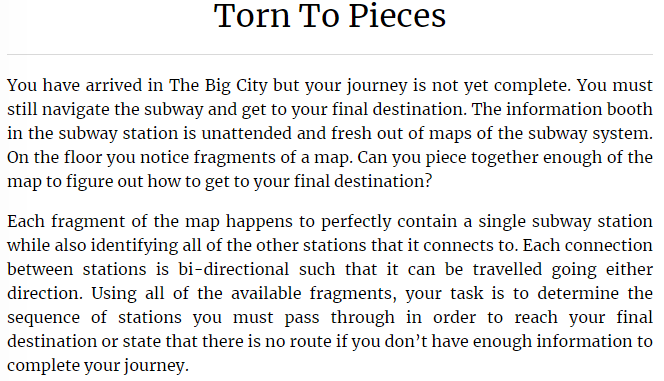 Torn To Pieces
You have arrived in The Big City but your journey is not yet complete. You must
still navigate the subway and get to your final destination. The information booth
in the subway station is unattended and fresh out of maps of the subway system.
On the floor you notice fragments of a map. Can you piece together enough of the
map to figure out how to get to your final destination?
Each fragment of the map happens to perfectly contain a single subway station
while also identifying all of the other stations that it connects to. Each connection
between stations is bi-directional such that it can be travelled going either
direction. Using all of the available fragments, your task is to determine the
sequence of stations you must pass through in order to reach your final
destination or state that there is no route if you don’t have enough information to
complete your journey.